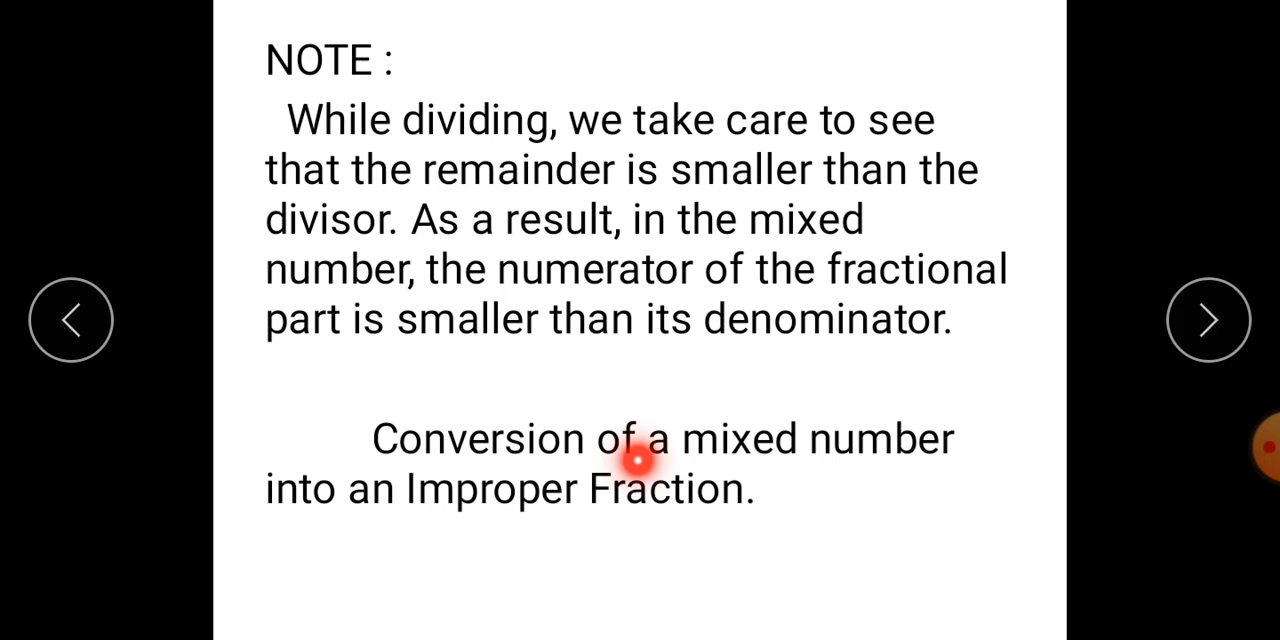 NOTE :
While dividing, we take care to see
that the remainder is smaller than the
divisor. As a result, in the mixed
number, the numerator of the fractional
part is smaller than its denominator.
Conversion of a mixed number
into an Improper Fraction.